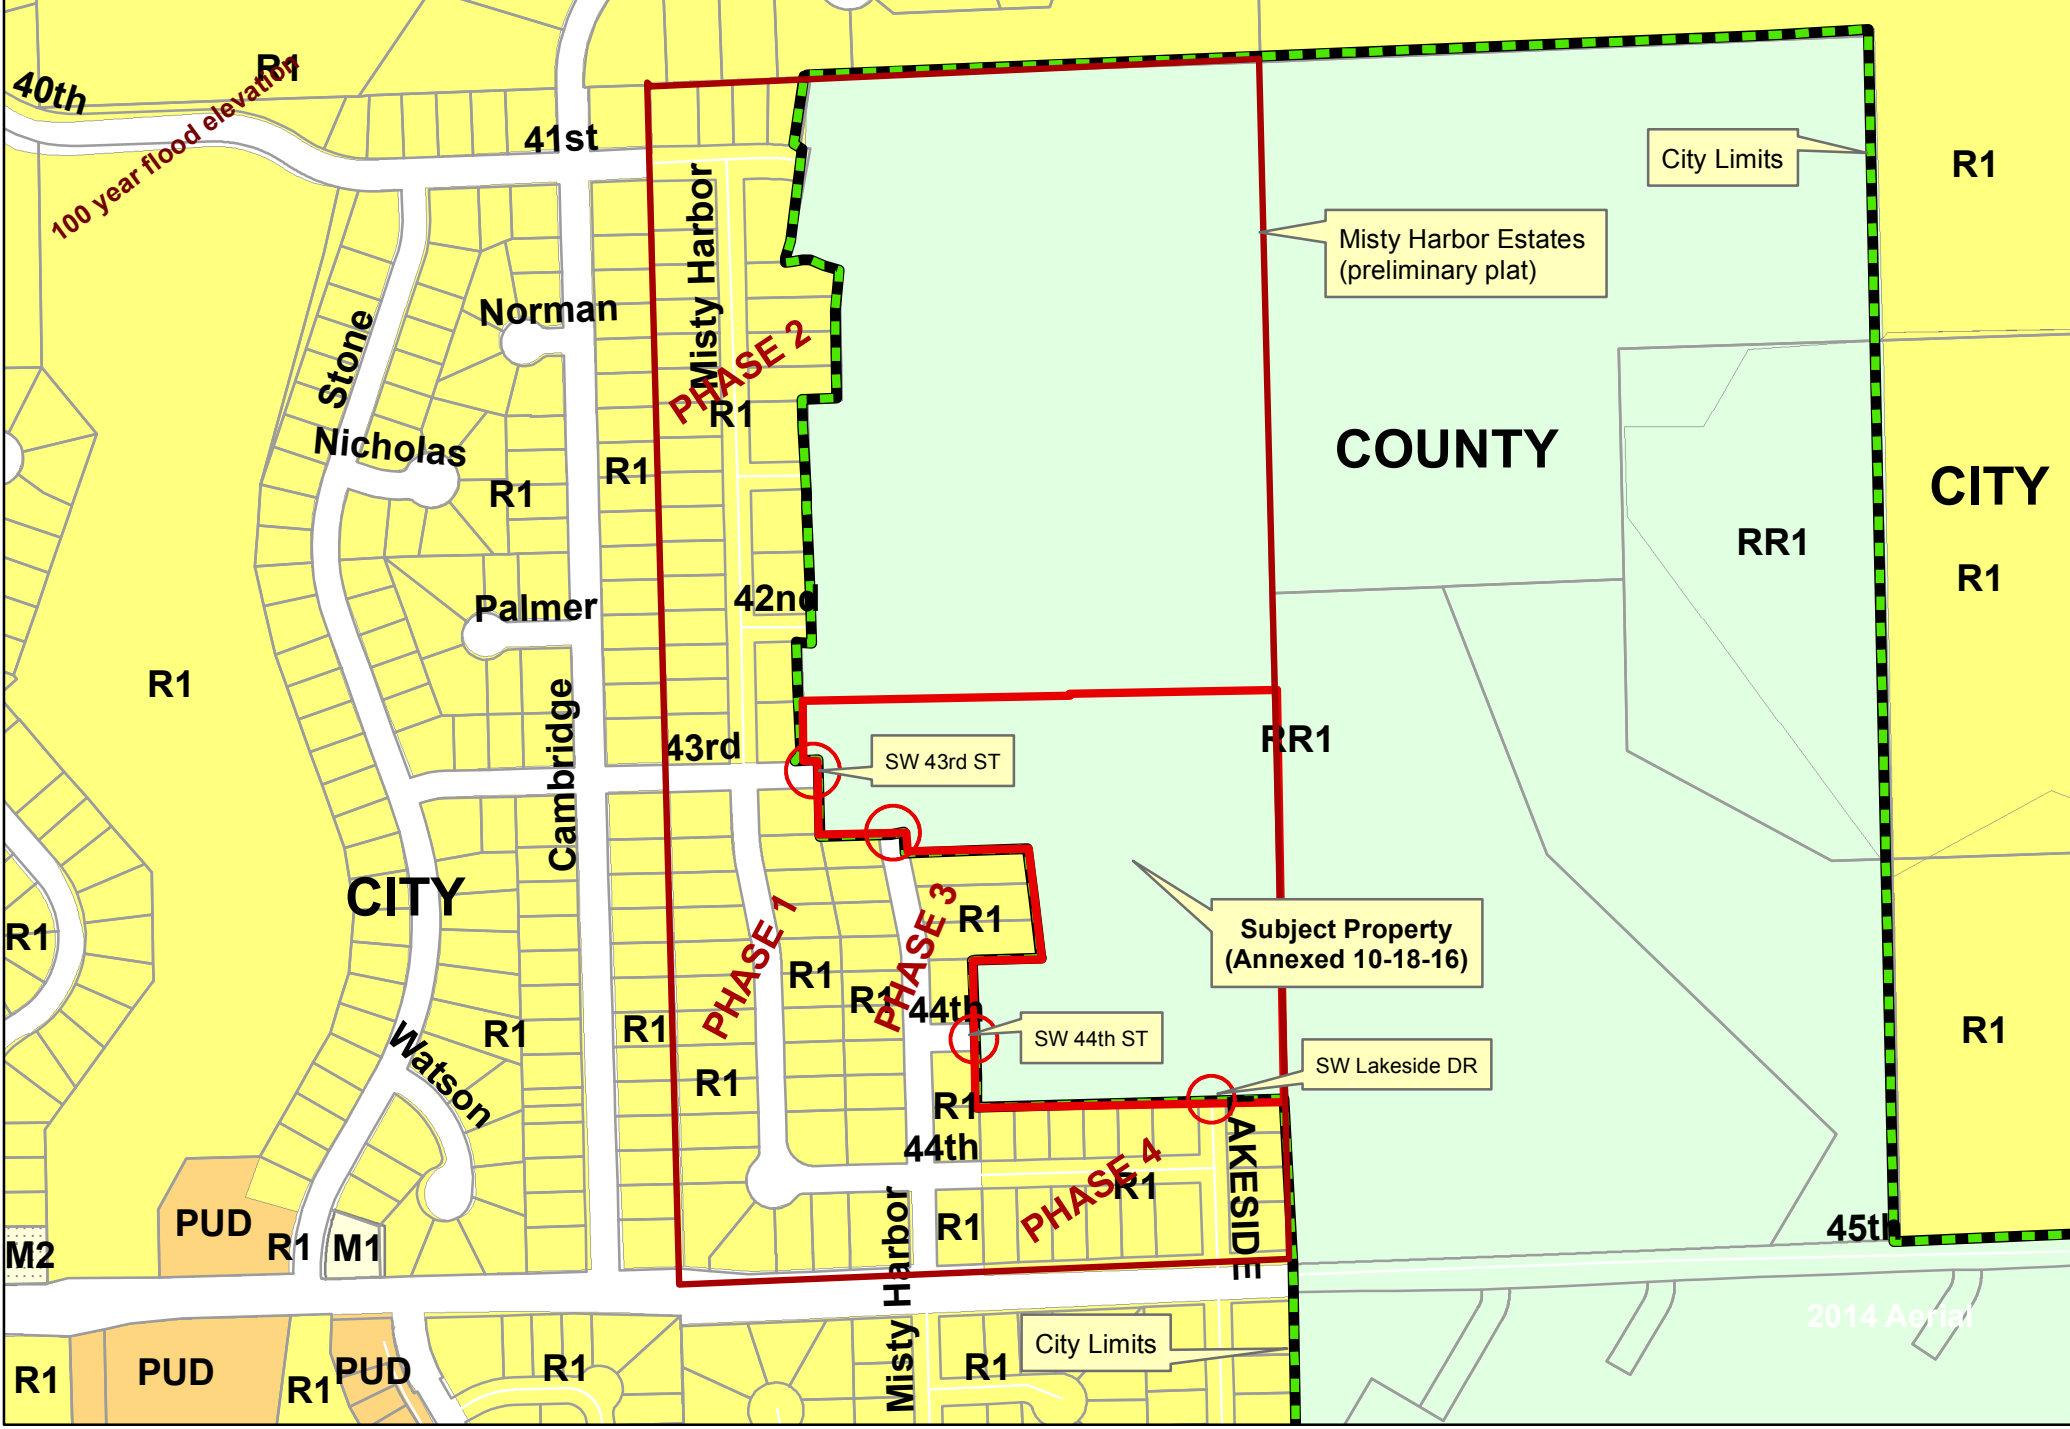 R1
40th
100 year flood elevation
41st
City Limits
R1
Misty Harbor
Misty Harbor Estates
(preliminary plat)
Norman
Stone
PHASE 2
R1
Nicholas
COUNTY
R1
R1
CITY
RR1
R1
42nd
Palmer
R1
Cambridge
43rd
SW 43rd ST
RR1
CITY
PHASE 1
PHASE 3
R1
R1
Subject Property
(Annexed 10-18-16)
R1
R1
44th
R1
R1
Watson
SW 44th ST
R1
SW Lakeside DR
R1
R1
44th
PHASE 4
R1
AKESIDE
PUD
R1
M1
M2
R1
Misty Harbor
45th
2014 Aerial
City Limits
R1
PUD
R1
PUD
R1
R1